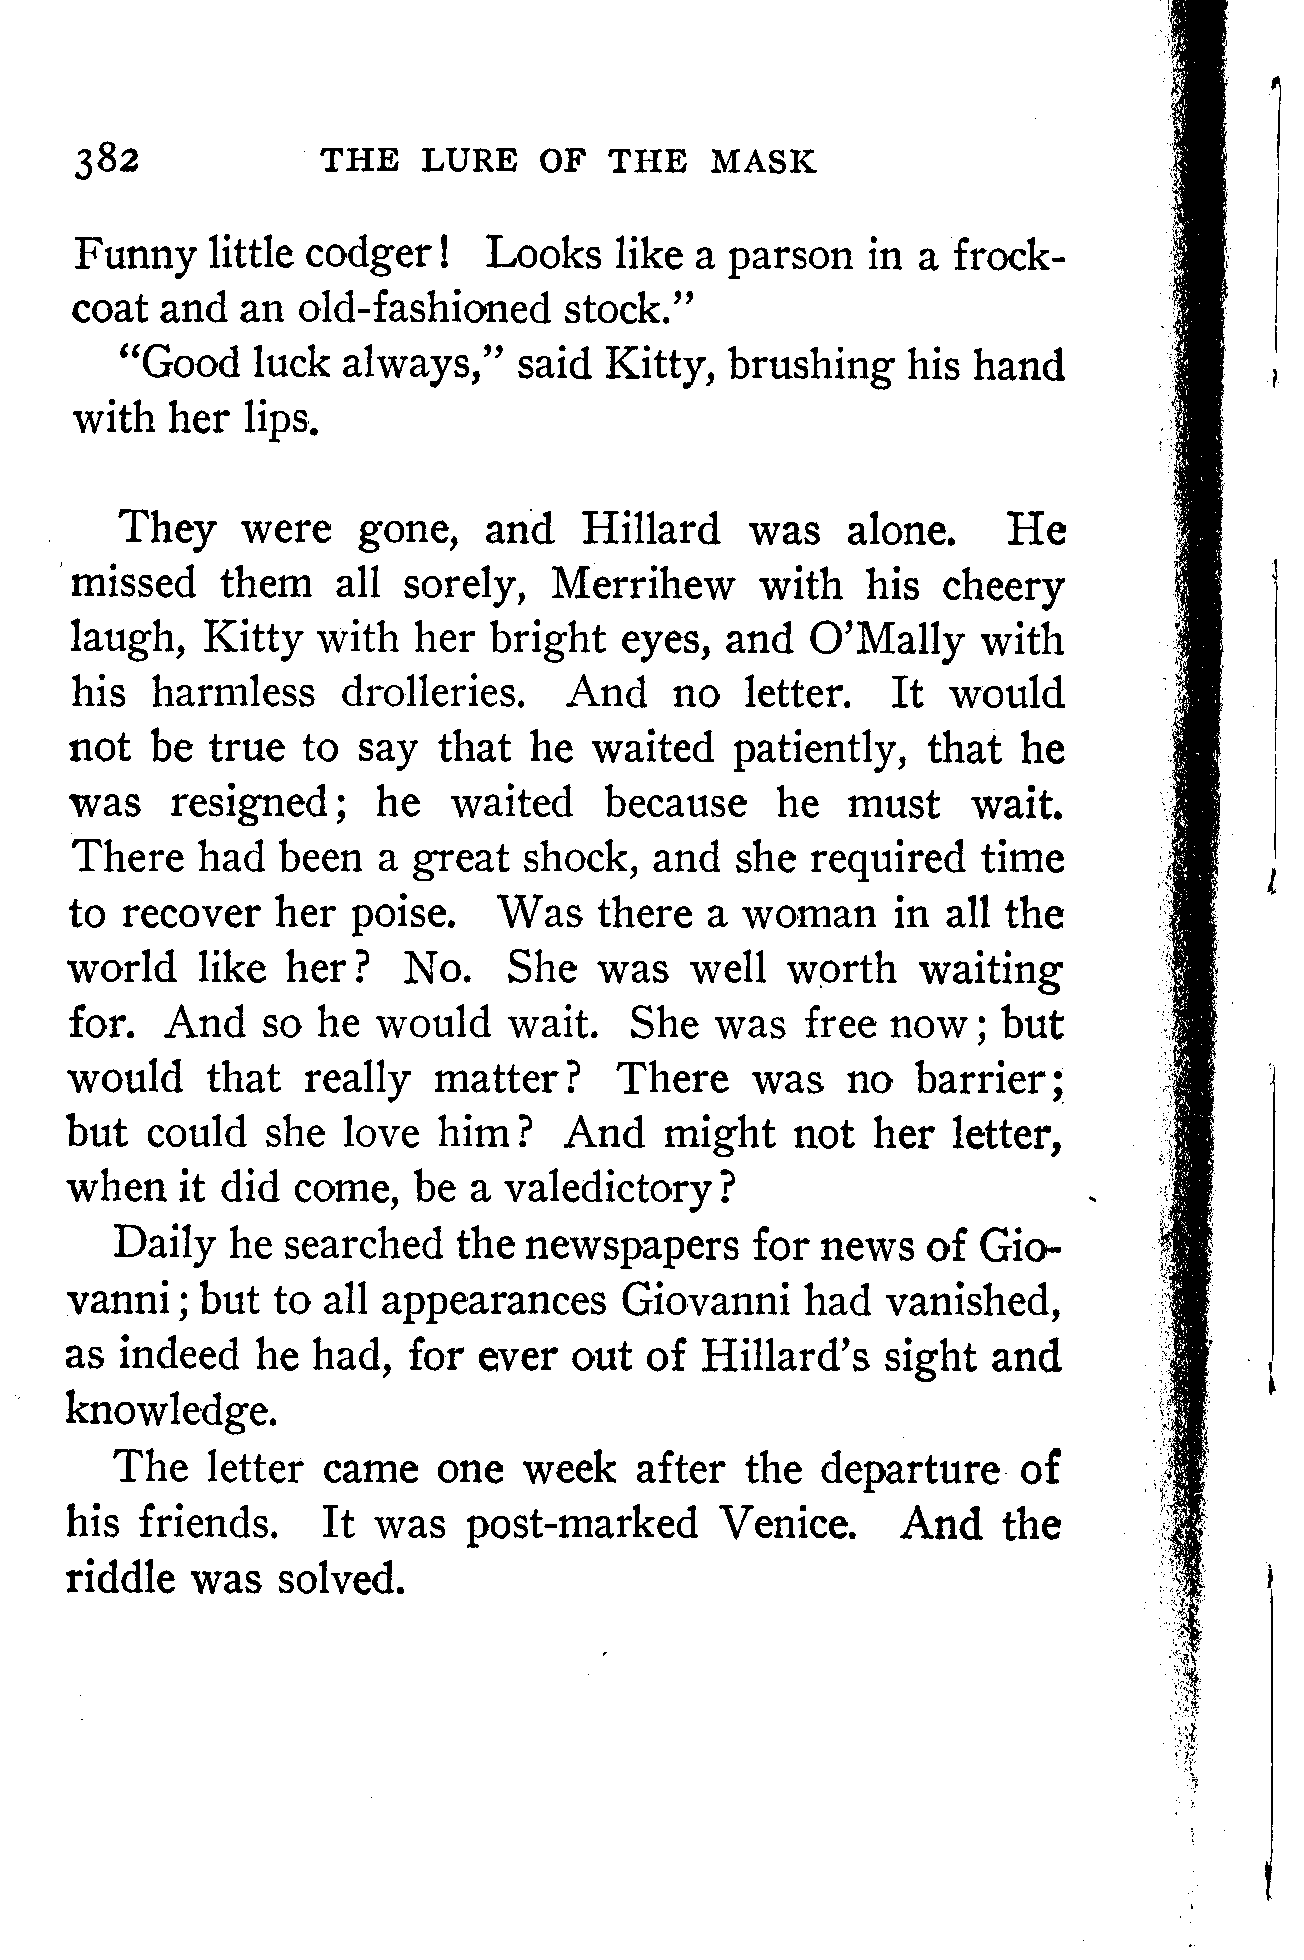 382 THE LURE OF THE MASK
Funny little codger! Looks like a parson in a frock-
coat and an old-fashioned stock.”
“Good luck always,” said Kitty, brushing his hand
with her lips.
They were gone, and Hillard was alone. He
missed them all sorely, Merrihew with his cheery
laugh, Kitty with her bright eyes, and O’Mally with
his harmless drolleries. And no letter. It would
not be true to say that he waited patiently, that he
was resigned; he waited because he must wait.
There had been a great shock, and she required time
to recover her poise. Was there a woman in all the
world like her? No. She was well worth waiting
for. And so he would wait. She was free now; but
would that really matter? There was no barrier;
but could she love him? And might not her letter,
when it did come, be a valedictory?
Daily he searched the newspapers for news of Gio-
vanni; but to all appearances Giovanni had vanished,
as indeed he had, for ever out of Hillard’s sight and
knowledge.
The letter came one week after the departure of
his friends. It was post-marked Venice. And the
riddle was solved.